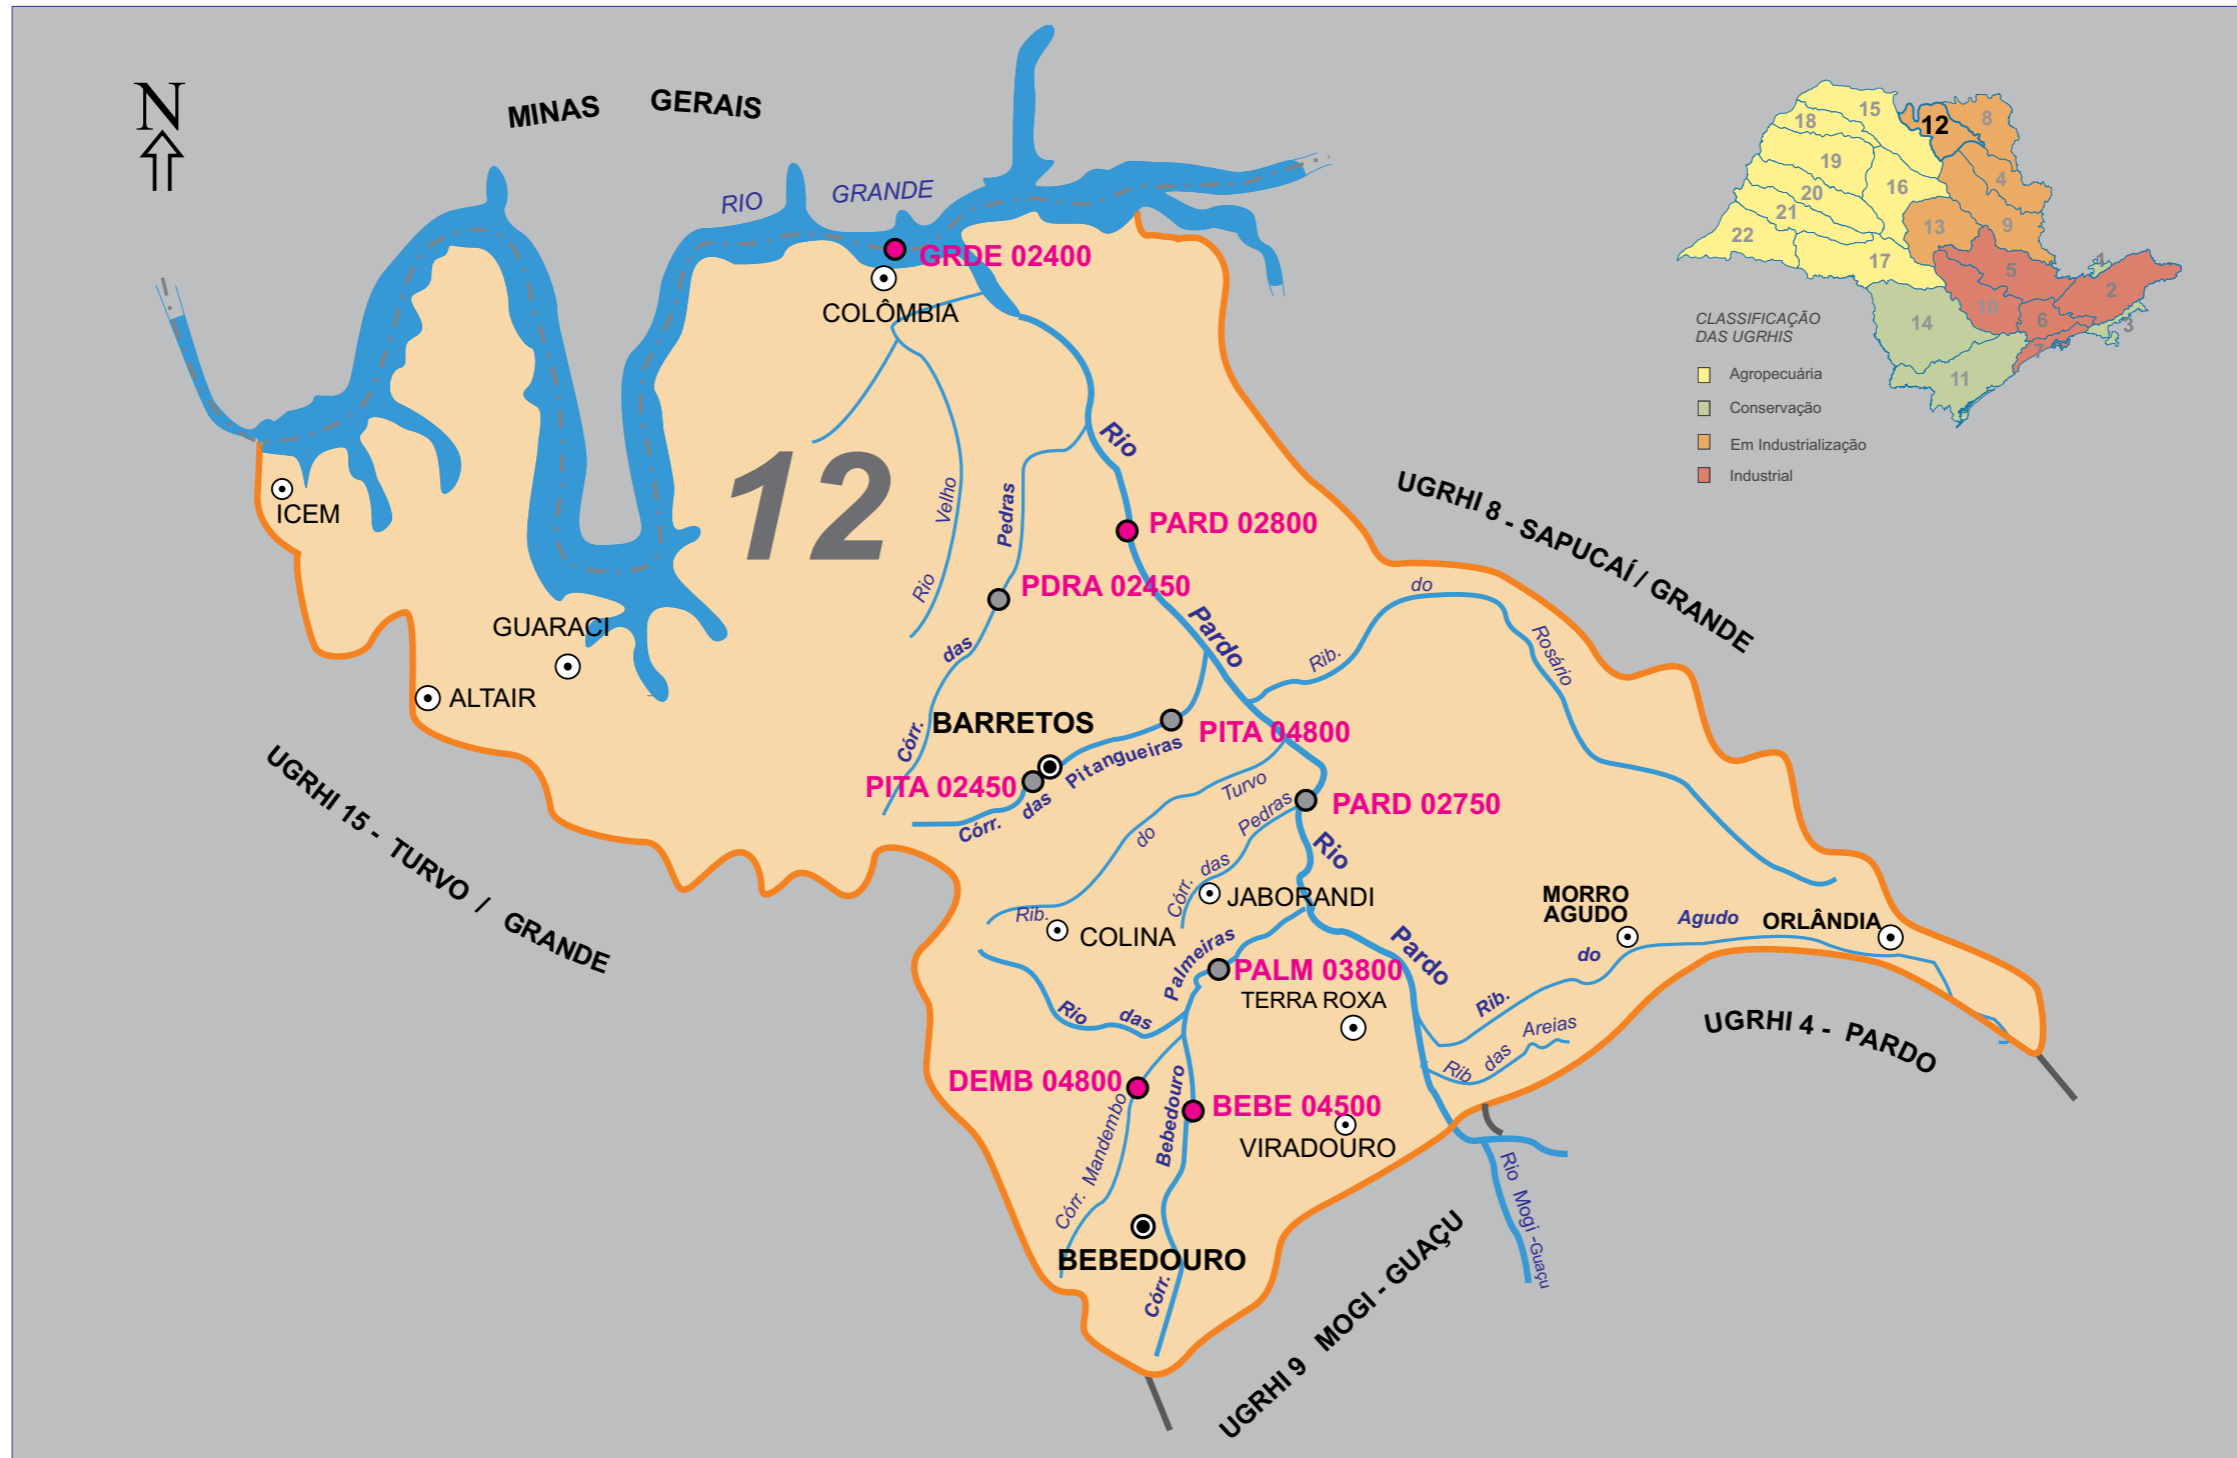 N
MINAS GERAIS
RIO GRANDE
GRDE 02400
COLÔMBIA
ICEM
12
Rio Velho
Córr. das Pedras
Rio Pardo
PARD 02800
PDRA 02450
GUARACI
ALTAIR
BARRETOS
PITA 04800
PITA 02450
Córr. das Pitangueiras
Rib. do Rosário
Rib. do Turvo
Córr. das Pedras
PARD 02750
Rio Pardo
JABORANDI
COLINA
MORRO
AGUDO
ORLÂNDIA
Rib. do Agudo
Rio das Palmeiras
PALM 03800
TERRA ROXA
Rib das Areias
DEMB 04800
BEBE 04500
VIRADOURO
Córr. Mandembo
Córr. Bebedouro
BEBEDOURO
Rio Mogi -Guaçu
UGRHI 8 - SAPUCAÍ / GRANDE
UGRHI 15 - TURVO / GRANDE
UGRHI 4 - PARDO
UGRHI 9 MOGI - GUAÇU
15
18
12
8
19
4
20
16
21
13
9
22
17
5
1
2
10
6
3
14
7
11
CLASSIFICAÇÃO
DAS UGRHIS
Agropecuária
Conservação
Em Industrialização
Industrial